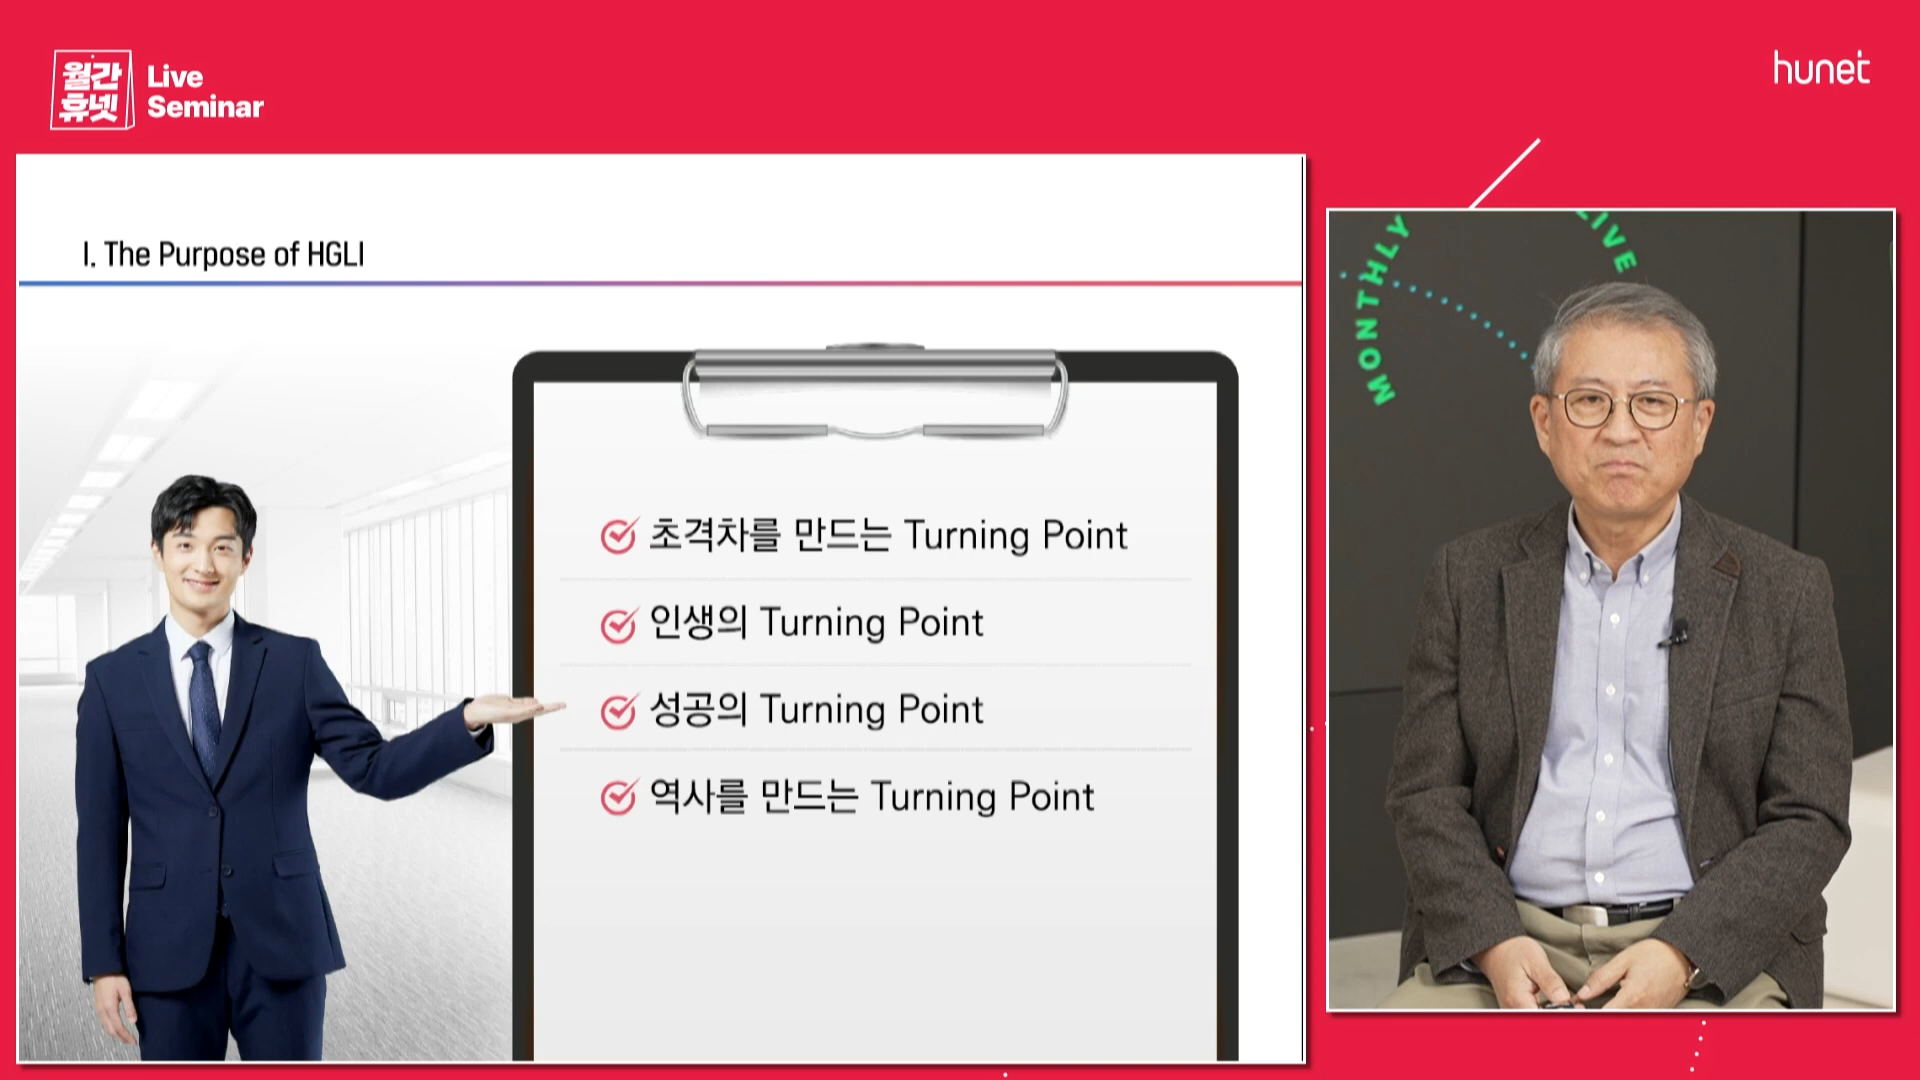 월간
휴넷
Live
Seminar
hunet
I. The Purpose of HGLI
초격차를 만드는 Turning Point
인생의 Turning Point
성공의 Turning Point
역사를 만드는 Turning Point
MONTHLY
LIVE